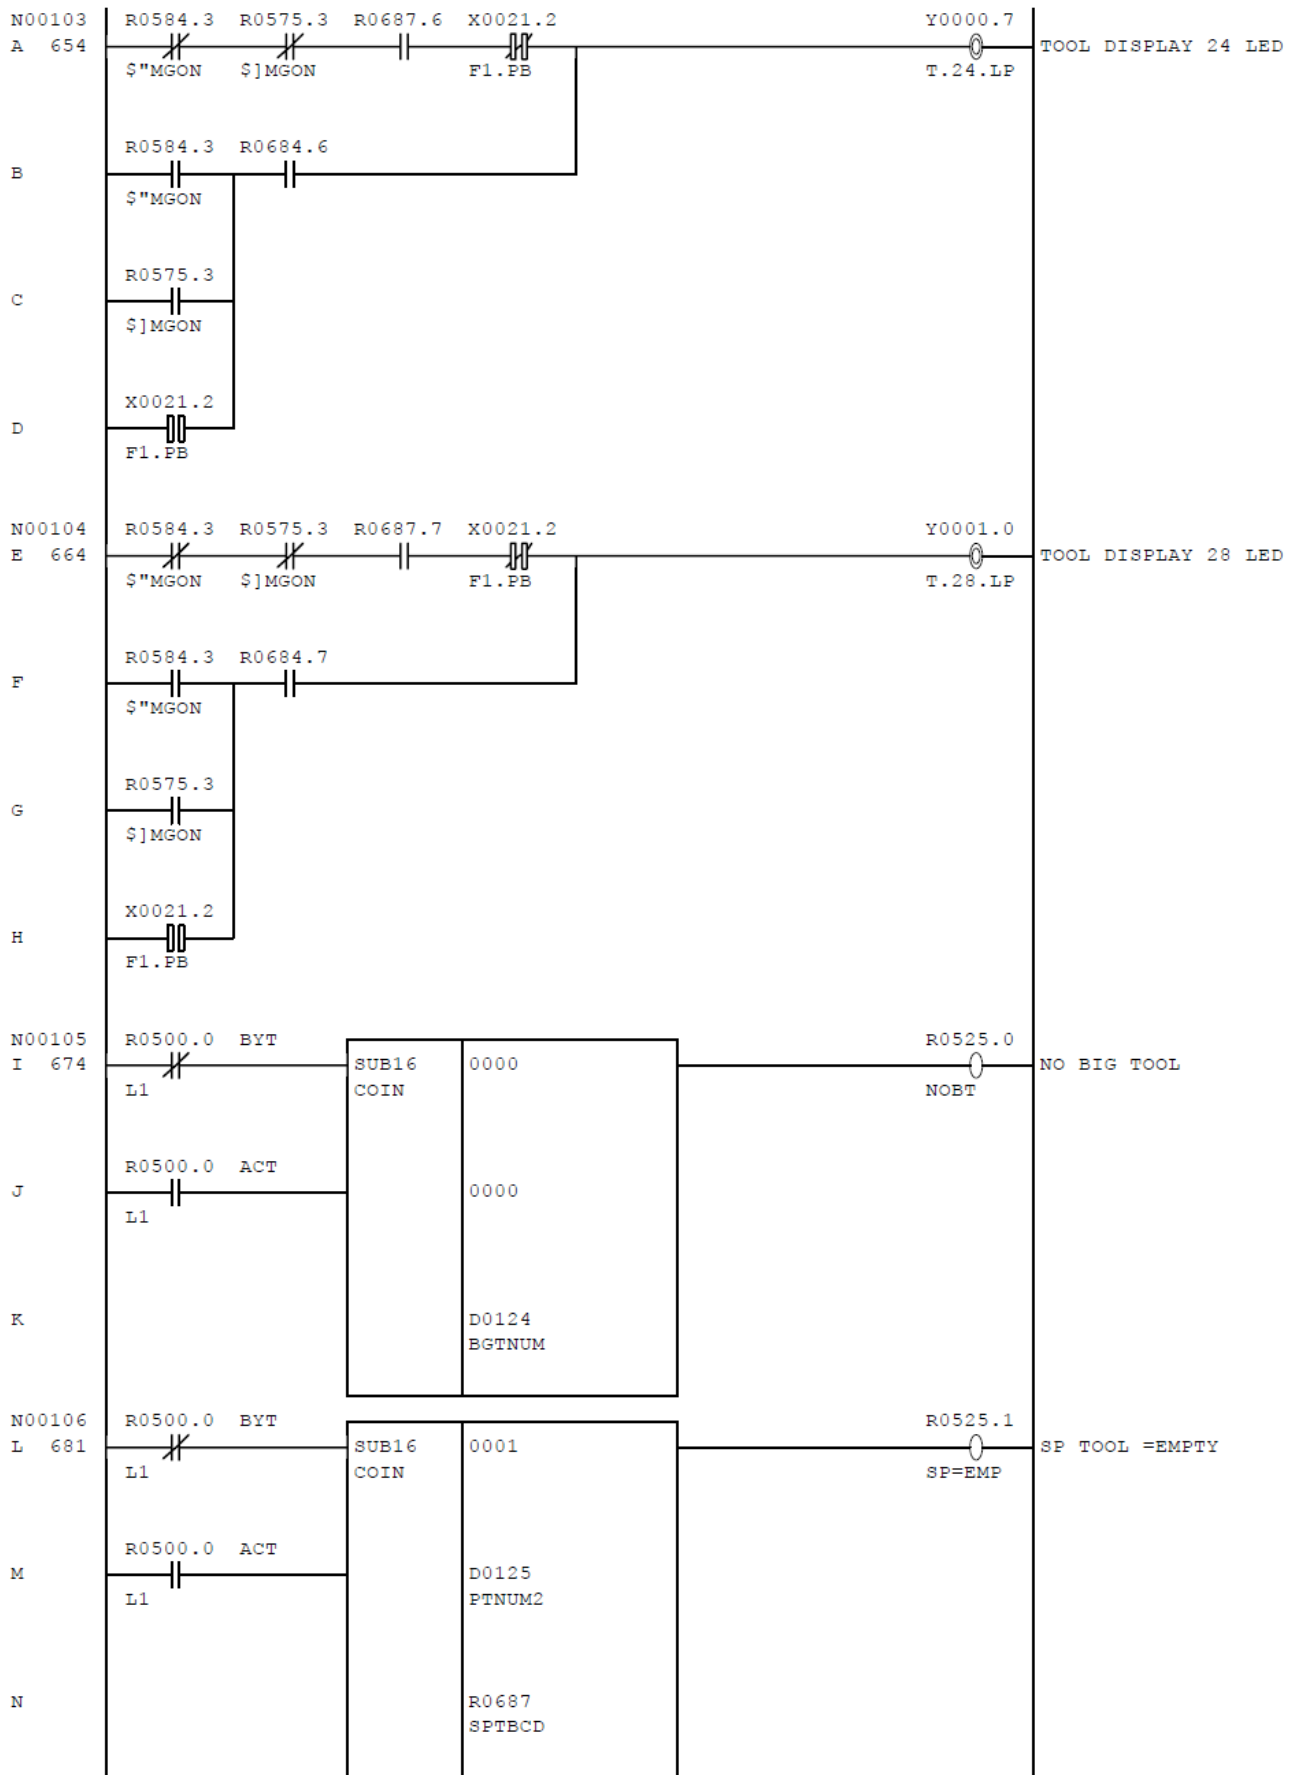 N00103 R0584.3 R0575.3 R0687.6 X0021.2 Y0000.7
A 654 TOOL DISPLAY 24 LED
$"MGON $]MGON F1.PB T.24.LP
R0584.3 R0684.6
B
$"MGON
R0575.3
C
$]MGON
X0021.2
D
F1.PB
N00104 R0584.3 R0575.3 R0687.7 X0021.2 Y0001.0
E 664 TOOL DISPLAY 28 LED
$"MGON $]MGON F1.PB T.28.LP
R0584.3 R0684.7
F
$"MGON
R0575.3
G
$]MGON
X0021.2
H
F1.PB
N00105 R0500.0 BYT R0525.0
I 674 SUB16 0000 NO BIG TOOL
L1 COIN NOBT
R0500.0 ACT
J 0000
L1
K D0124
BGTNUM
N00106 R0500.0 BYT R0525.1
L 681 SUB16 0001 SP TOOL =EMPTY
L1 COIN SP=EMP
R0500.0 ACT
M D0125
L1 PTNUM2
N R0687
SPTBCD